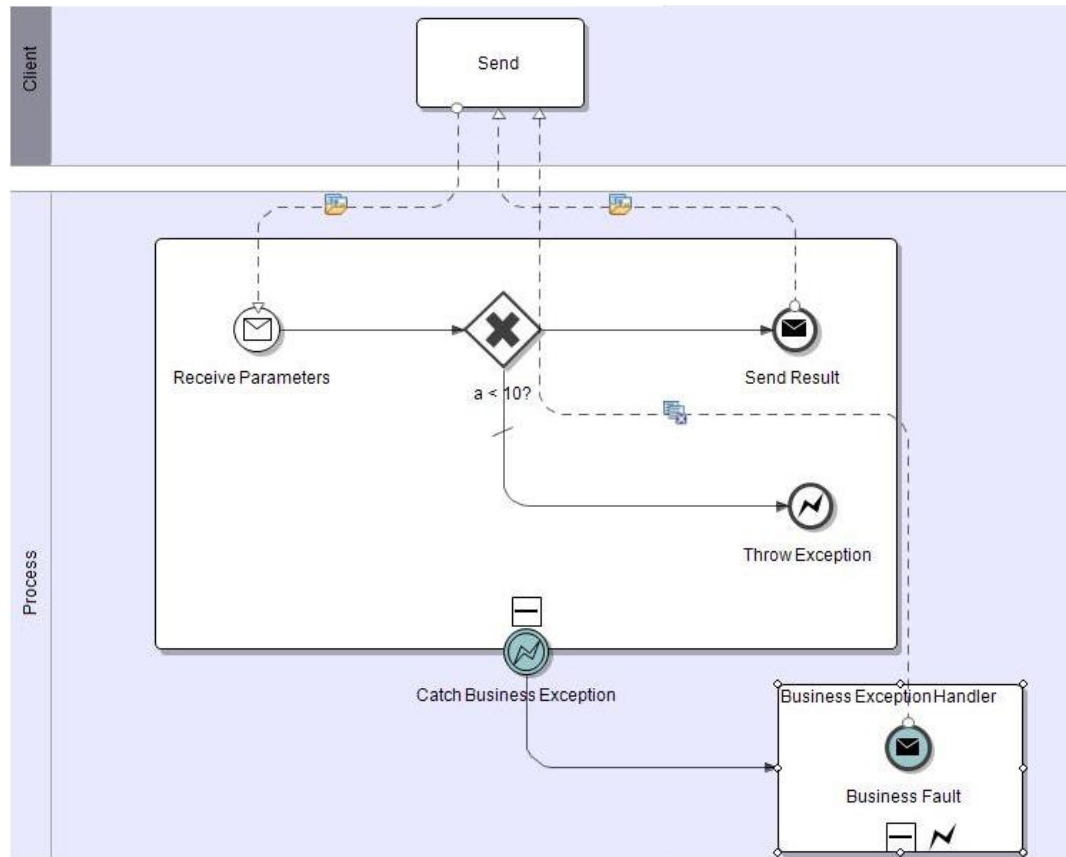 Client
Send
Process
Receive Parameters
a < 10?
Send Result
Throw Exception
Catch Business Exception
Business Exception Handler
Business Fault